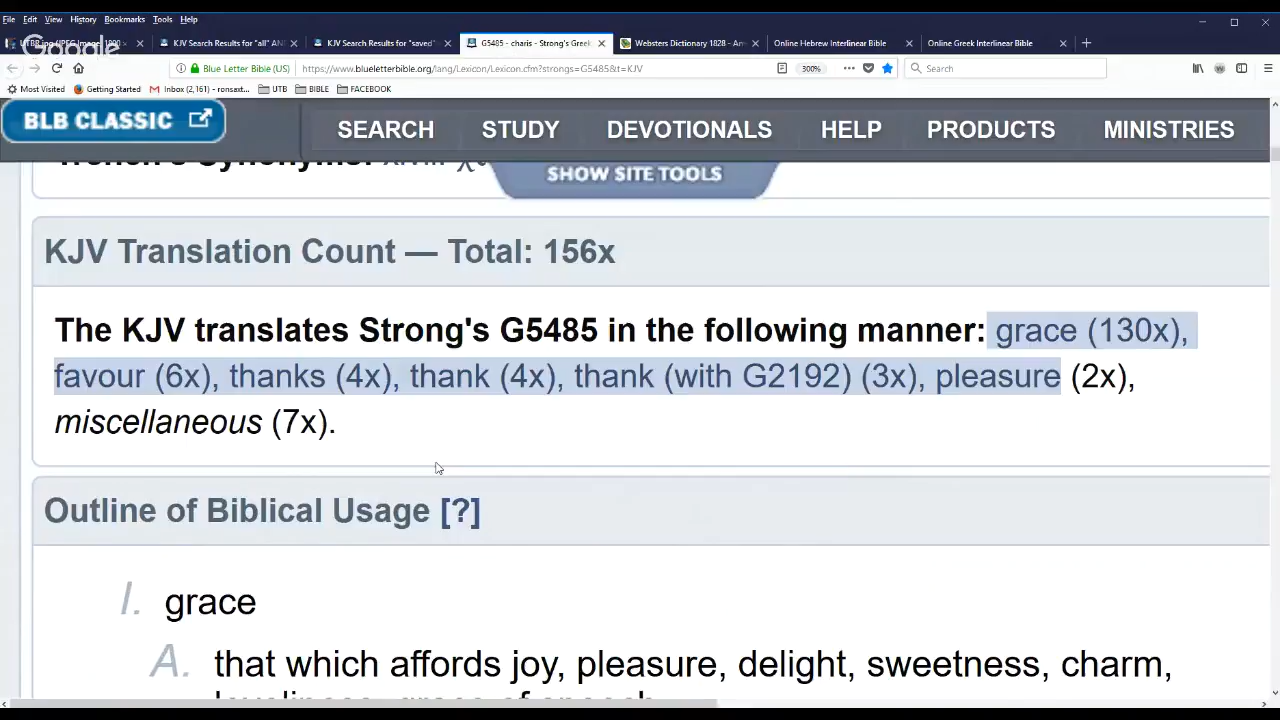 File Edit View History Bookmarks Tools Help
Google
KJV Search Results for "all" AN
KJV Search Results for "saved"
G5485 - charis - Strong's Greek
Websters Dictionary 1828 - Am
Online Hebrew Interlinear Bible
Online Greek Interlinear Bible
Blue Letter Bible (US) https://www.blueletterbible.org/lang/Lexicon/Lexicon.cfm?strongs=G5485&t=KJV 300% Search
Most Visited Getting Started Inbox (2,161) - ronsaxt... UTB BIBLE FACEBOOK
BLB CLASSIC SEARCH STUDY DEVOTIONALS HELP PRODUCTS MINISTRIES
SHOW SITE TOOLS
KJV Translation Count — Total: 156x
The KJV translates Strong's G5485 in the following manner: grace (130x),
favour (6x), thanks (4x), thank (4x), thank (with G2192) (3x), pleasure (2x),
miscellaneous (7x).
Outline of Biblical Usage [?]
I. grace
A. that which affords joy, pleasure, delight, sweetness, charm,